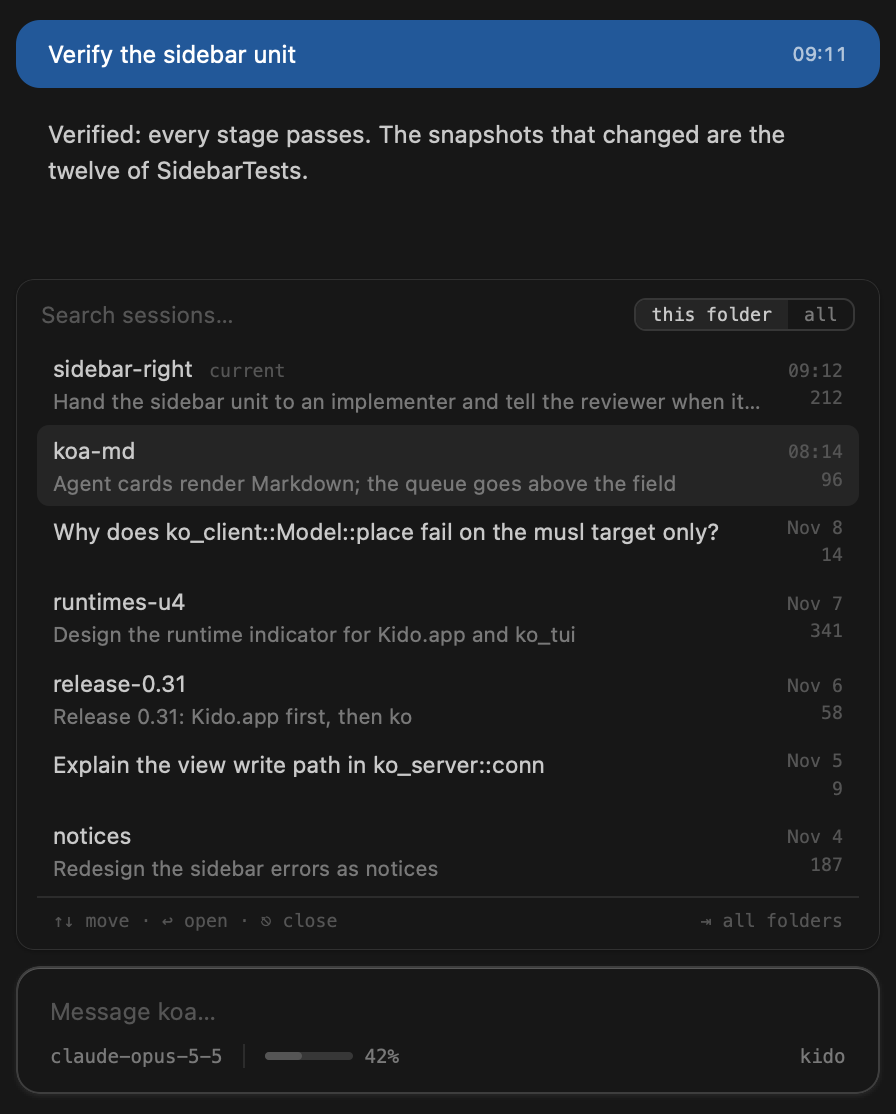 Verify the sidebar unit 09:11
Verified: every stage passes. The snapshots that changed are the
twelve of SidebarTests.
Search sessions... this folder all
sidebar-right current 09:12
Hand the sidebar unit to an implementer and tell the reviewer when it... 212
koa-md 08:14
Agent cards render Markdown; the queue goes above the field 96
Why does ko_client::Model::place fail on the musl target only? Nov 8
14
runtimes-u4 Nov 7
Design the runtime indicator for Kido.app and ko_tui 341
release-0.31 Nov 6
Release 0.31: Kido.app first, then ko 58
Explain the view write path in ko_server::conn Nov 5
9
notices Nov 4
Redesign the sidebar errors as notices 187
↑↓ move · ↩ open · ⎋ close ⇥ all folders
Message koa...
claude-opus-5-5 42% kido